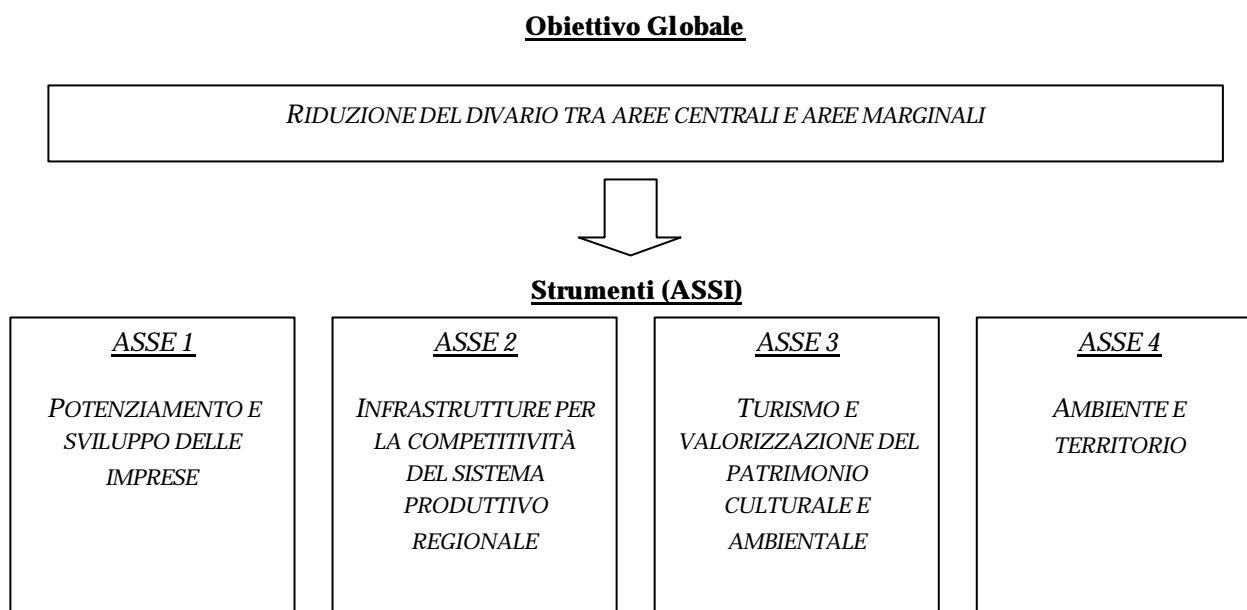 Obiettivo Globale
RIDUZIONE DEL DIVARIO TRA AREE CENTRALI E AREE MARGINALI
Strumenti (ASSI)
ASSE 1
POTENZIAMENTO E
SVILUPPO DELLE
IMPRESE
ASSE 2
INFRASTRUTTURE PER
LA COMPETITIVITÀ
DEL SISTEMA
PRODUTTIVO
REGIONALE
ASSE 3
TURISMO E
VALORIZZAZIONE DEL
PATRIMONIO
CULTURALE E
AMBIENTALE
ASSE 4
AMBIENTE E
TERRITORIO